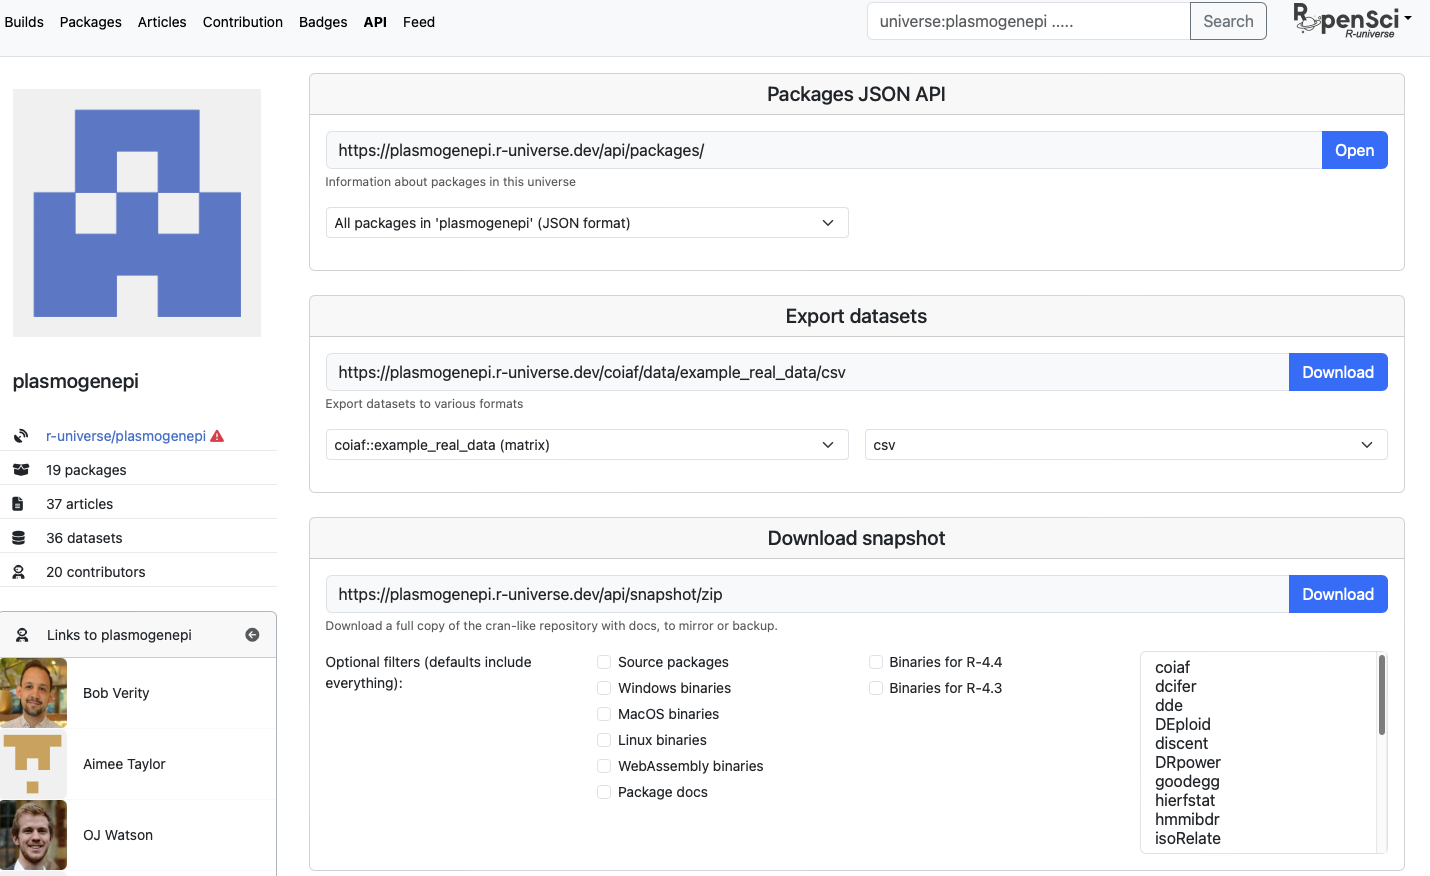 Builds Packages Articles Contribution Badges API Feed
universe:plasmogenepi ..... Search
ROpenSci
R-universe
plasmogenepi
r-universe/plasmogenepi
19 packages
37 articles
36 datasets
20 contributors
Links to plasmogenepi
Bob Verity
Aimee Taylor
OJ Watson
Packages JSON API
https://plasmogenepi.r-universe.dev/api/packages/ Open
Information about packages in this universe
All packages in 'plasmogenepi' (JSON format)
Export datasets
https://plasmogenepi.r-universe.dev/coiaf/data/example_real_data/csv Download
Export datasets to various formats
coiaf::example_real_data (matrix) csv
Download snapshot
https://plasmogenepi.r-universe.dev/api/snapshot/zip Download
Download a full copy of the cran-like repository with docs, to mirror or backup.
Optional filters (defaults include
everything):
Source packages
Windows binaries
MacOS binaries
Linux binaries
WebAssembly binaries
Package docs
Binaries for R-4.4
Binaries for R-4.3
coiaf
dcifer
dde
DEploid
discent
DRpower
goodegg
hierfstat
hmmibdr
isoRelate